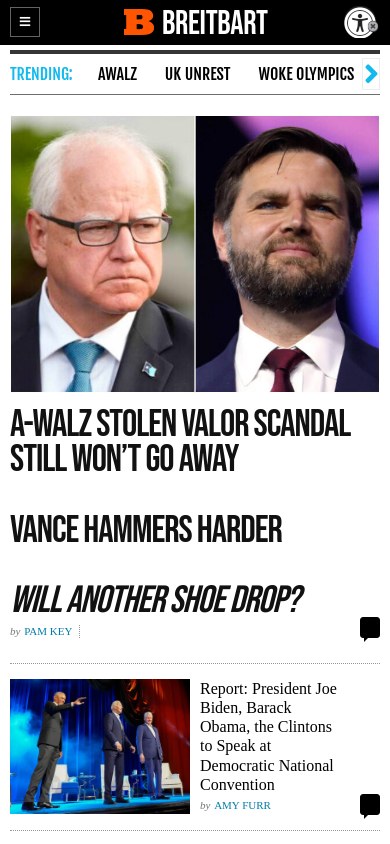 BREITBART
TRENDING: AWALZ UK UNREST WOKE OLYMPICS
A-WALZ STOLEN VALOR SCANDAL
STILL WON'T GO AWAY
VANCE HAMMERS HARDER
WILL ANOTHER SHOE DROP?
by PAM KEY
Report: President Joe
Biden, Barack
Obama, the Clintons
to Speak at
Democratic National
Convention
by AMY FURR